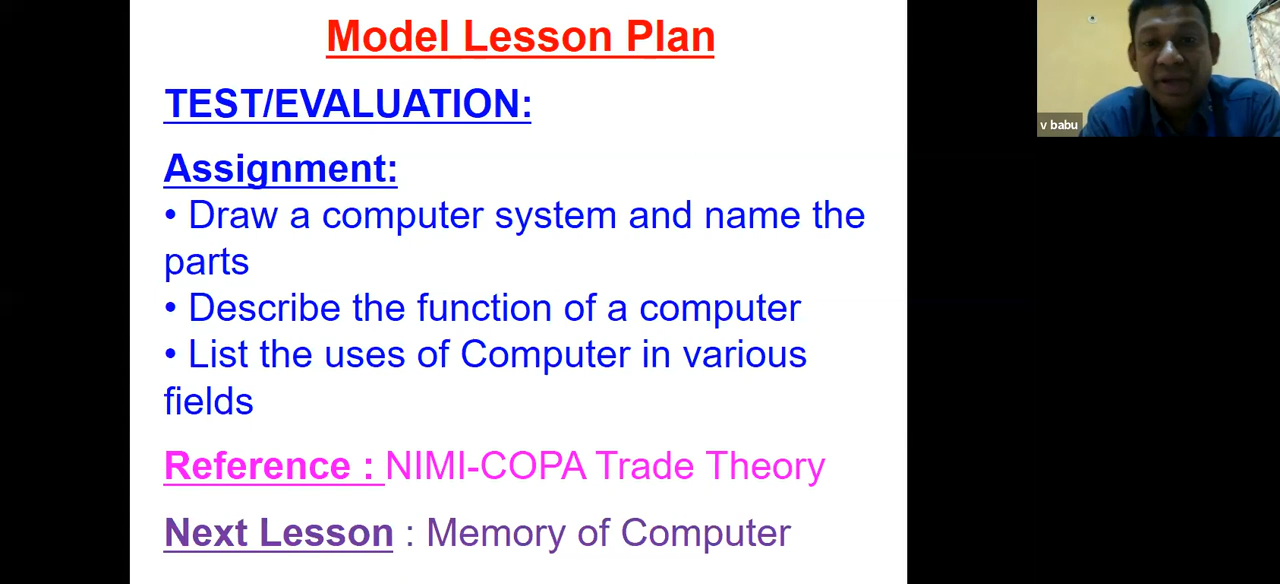 Model Lesson Plan
TEST/EVALUATION:
Assignment:
• Draw a computer system and name the
parts
• Describe the function of a computer
• List the uses of Computer in various
fields
Reference : NIMI-COPA Trade Theory
Next Lesson : Memory of Computer
v babu